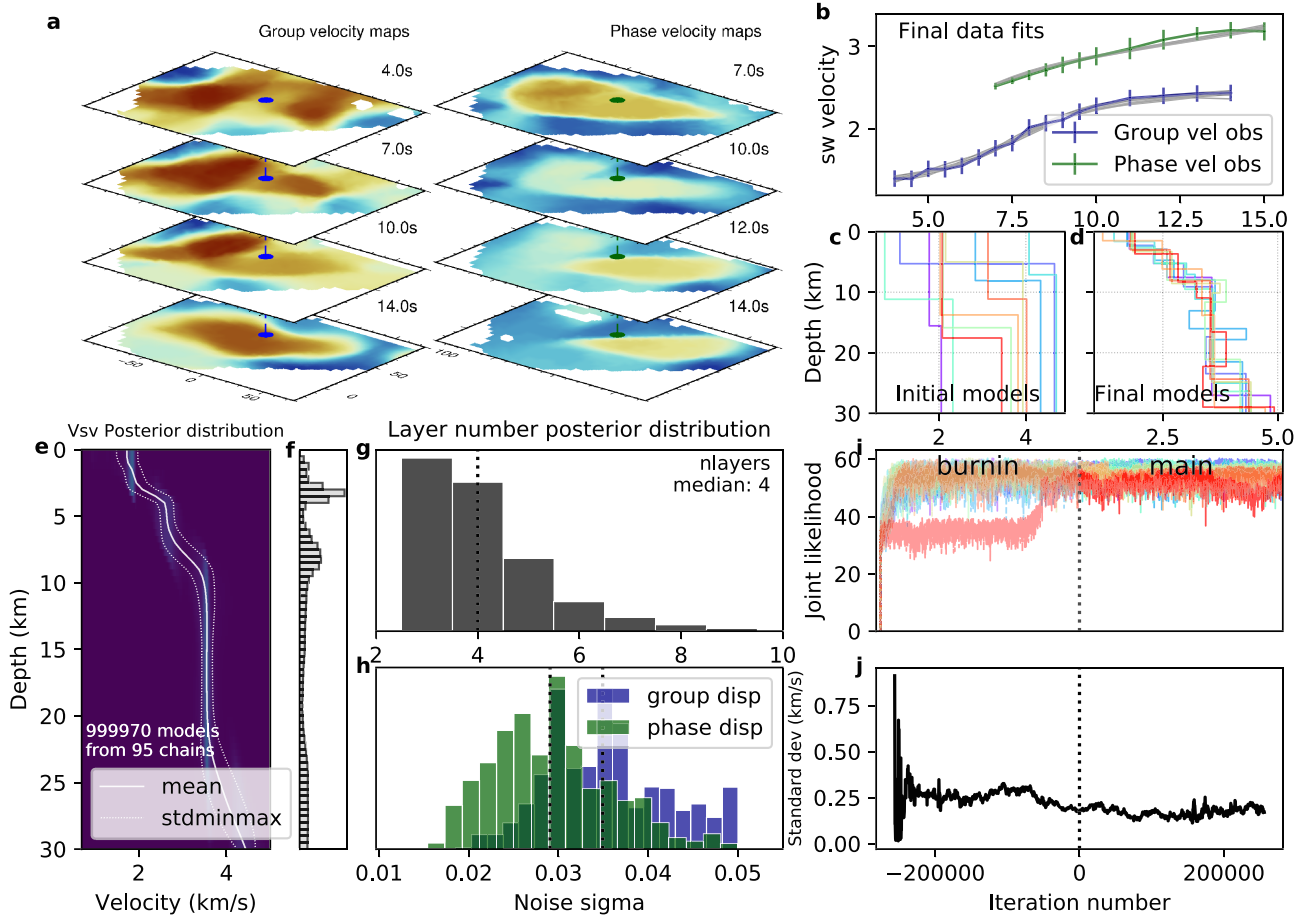 a
Group velocity maps
Phase velocity maps
4.0s
7.0s
10.0s
14.0s
7.0s
10.0s
12.0s
14.0s
−50
0
50
0
50
100
b
Final data fits
sw velocity
3
2
Group vel obs
Phase vel obs
5.0
7.5
10.0
12.5
15.0
c
Depth (km)
0
10
20
30
Initial models
2
4
d
Final models
2.5
5.0
e
Vsv Posterior distribution
Depth (km)
0
5
10
15
20
25
30
999970 models
from 95 chains
mean
stdminmax
2
4
Velocity (km/s)
f
Layer number posterior distribution
g
nlayers
median: 4
2
4
6
8
10
h
group disp
phase disp
0.01
0.02
0.03
0.04
0.05
Noise sigma
i
burnin
main
Joint likelihood
60
40
20
0
j
Standard dev (km/s)
0.75
0.50
0.25
0.00
−200000
0
200000
Iteration number